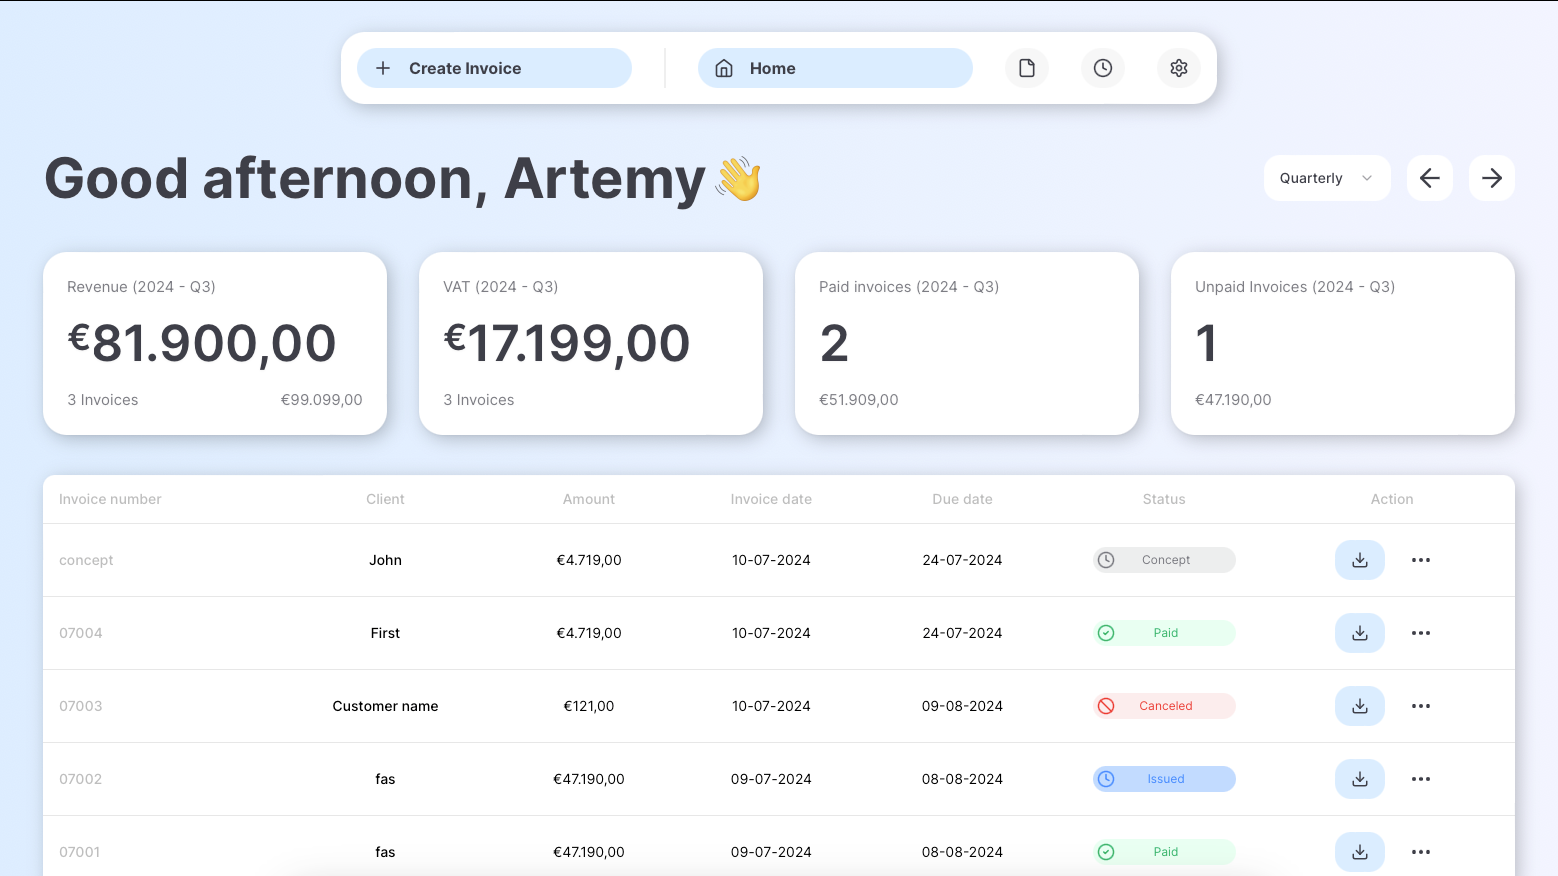 Create Invoice
Home
Good afternoon, Artemy👋
Quarterly
Revenue (2024 - Q3)
€81.900,00
3 Invoices €99.099,00
VAT (2024 - Q3)
€17.199,00
3 Invoices
Paid invoices (2024 - Q3)
2
€51.909,00
Unpaid Invoices (2024 - Q3)
1
€47.190,00
Invoice number Client Amount Invoice date Due date Status Action
concept John €4.719,00 10-07-2024 24-07-2024 Concept
07004 First €4.719,00 10-07-2024 24-07-2024 Paid
07003 Customer name €121,00 10-07-2024 09-08-2024 Canceled
07002 fas €47.190,00 09-07-2024 08-08-2024 Issued
07001 fas €47.190,00 09-07-2024 08-08-2024 Paid